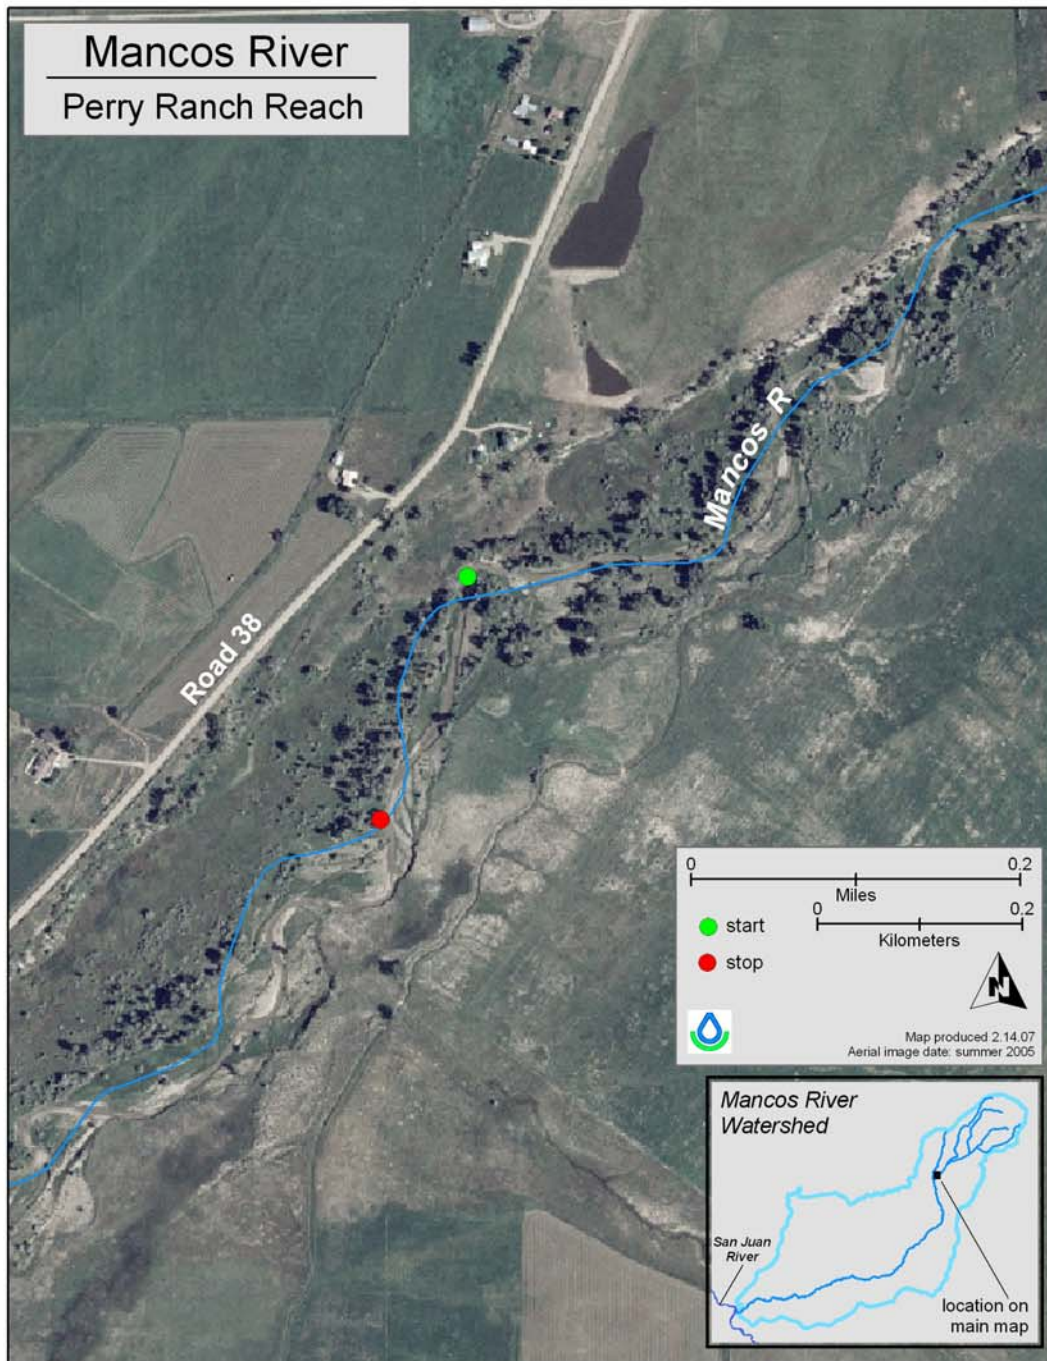 Mancos River
Perry Ranch Reach
Mancos R
Road 38
0 0.2
Miles
0 0.2
Kilometers
start
stop
N
Map produced 2.14.07
Aerial image date: summer 2005
Mancos River
Watershed
San Juan
River
location on
main map